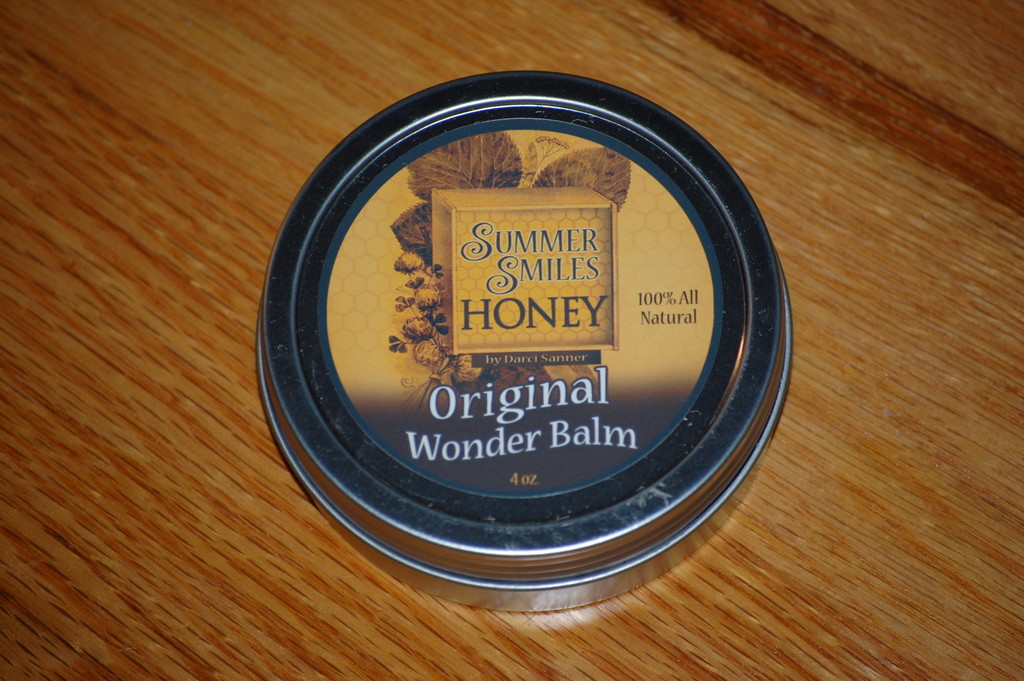 SUMMER
SMILES
HONEY
100% All
Natural
by Darci Sanner
Original
Wonder Balm
4 oz.